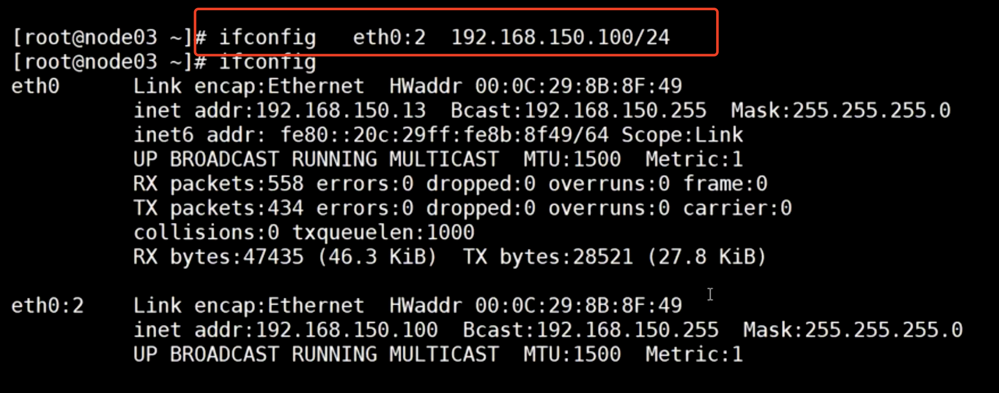 [root@node03 ~]# ifconfig   eth0:2  192.168.150.100/24
[root@node03 ~]# ifconfig
eth0      Link encap:Ethernet  HWaddr 00:0C:29:8B:8F:49
          inet addr:192.168.150.13  Bcast:192.168.150.255  Mask:255.255.255.0
          inet6 addr: fe80::20c:29ff:fe8b:8f49/64 Scope:Link
          UP BROADCAST RUNNING MULTICAST  MTU:1500  Metric:1
          RX packets:558 errors:0 dropped:0 overruns:0 frame:0
          TX packets:434 errors:0 dropped:0 overruns:0 carrier:0
          collisions:0 txqueuelen:1000
          RX bytes:47435 (46.3 KiB)  TX bytes:28521 (27.8 KiB)
eth0:2    Link encap:Ethernet  HWaddr 00:0C:29:8B:8F:49
          inet addr:192.168.150.100  Bcast:192.168.150.255  Mask:255.255.255.0
          UP BROADCAST RUNNING MULTICAST  MTU:1500  Metric:1